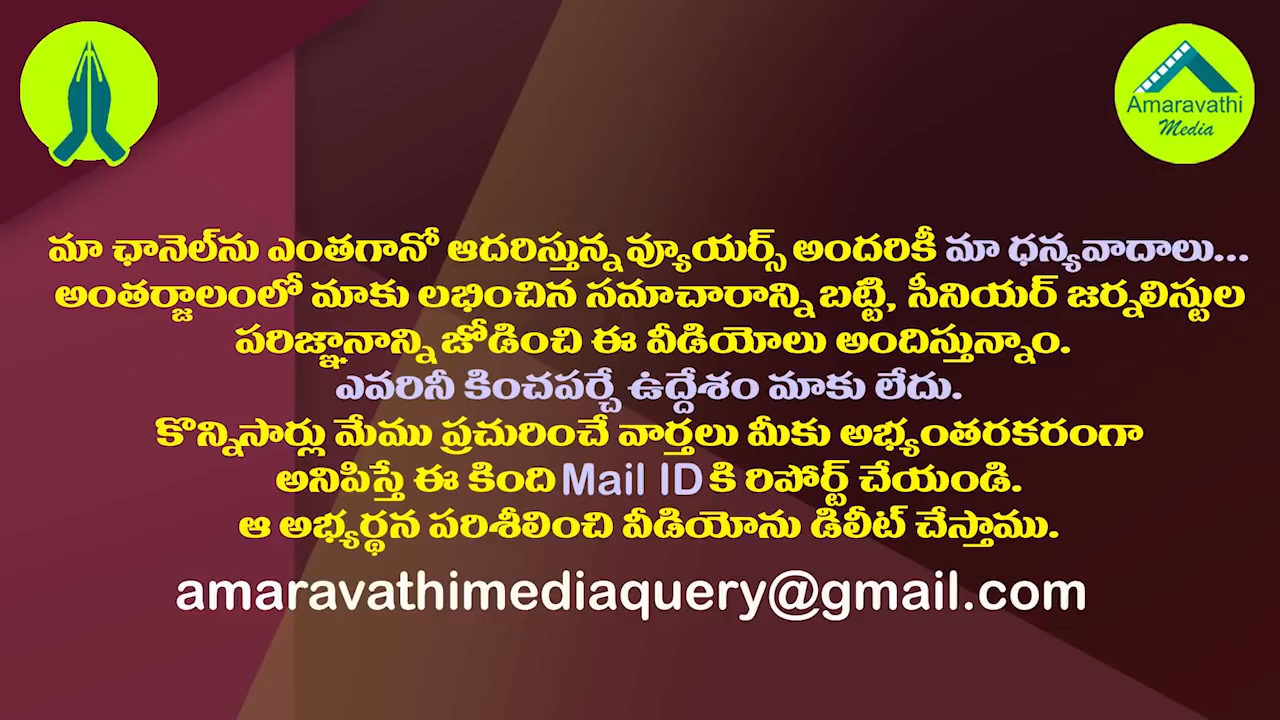 Amaravathi
Media
మా ఛానెల్‌ను ఎంతగానో ఆదరిస్తున్న వ్యూయర్స్ అందరికీ మా ధన్యవాదాలు...
అంతర్జాలంలో మాకు లభించిన సమాచారాన్ని బట్టి, సీనియర్ జర్నలిస్టుల
పరిజ్ఞానాన్ని జోడించి ఈ వీడియోలు అందిస్తున్నాం.
ఎవరినీ కించపర్చే ఉద్దేశం మాకు లేదు.
కొన్నిసార్లు మేము ప్రచురించే వార్తలు మీకు అభ్యంతరకరంగా
అనిపిస్తే ఈ కింది Mail ID కి రిపోర్ట్ చేయండి.
ఆ అభ్యర్థన పరిశీలించి వీడియోను డిలీట్ చేస్తాము.
amaravathimediaquery@gmail.com